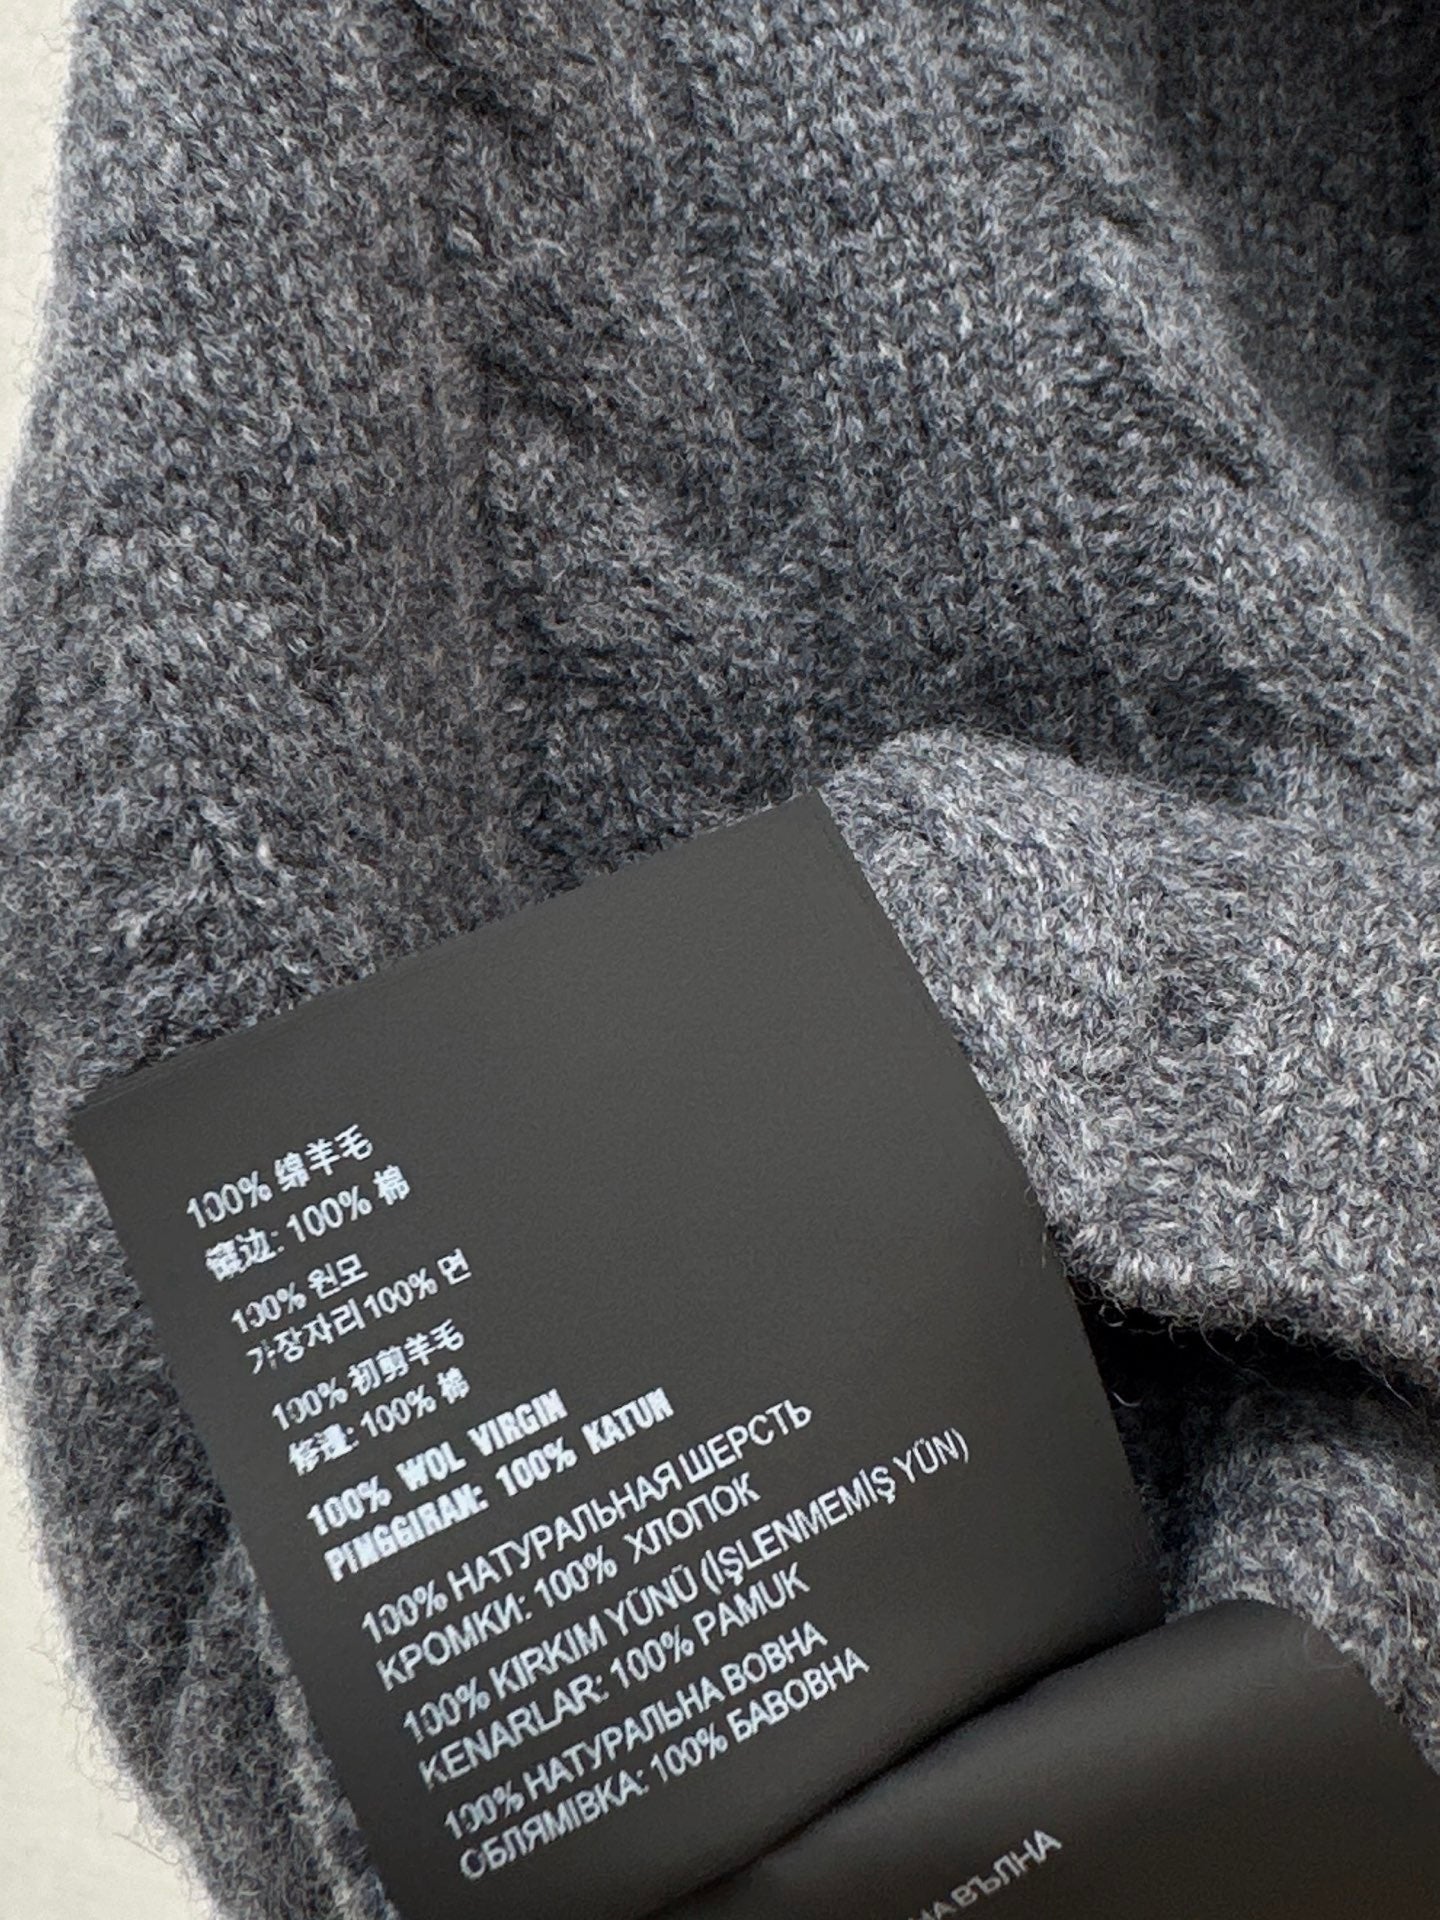 100% 绵羊毛
镶边: 100% 棉
100% 원모
가장자리 100% 면
100% 初剪羊毛
修邊: 100% 棉
100% WOL VIRGIN
PINGGIRAN: 100% KATUN
100% НАТУРАЛЬНАЯ ШЕРСТЬ
КРОМКИ: 100% ХЛОПОК
100% KIRKIM YÜNÜ (İŞLENMEMİŞ YÜN)
KENARLAR: 100% PAMUK
100% НАТУРАЛЬНА ВОВНА
ОБЛЯМІВКА: 100% БАВОВНА
ВЪЛНА